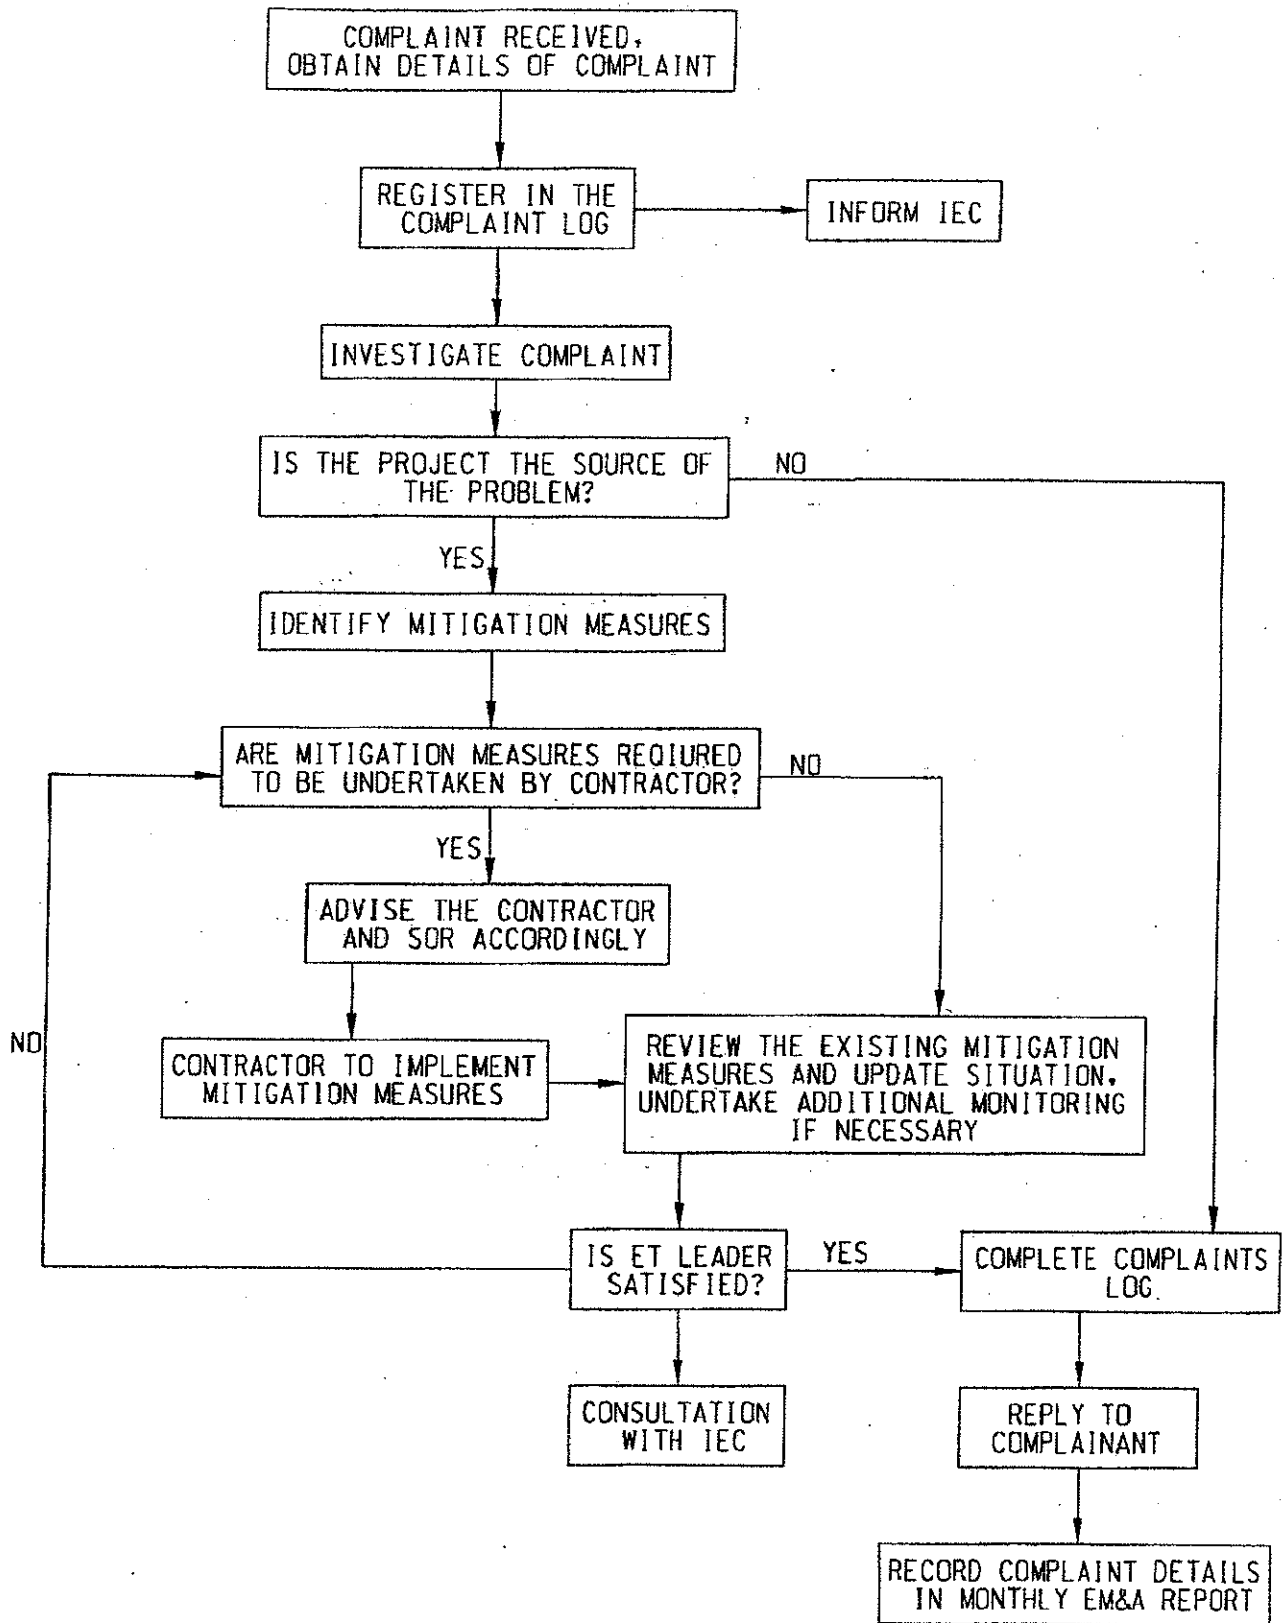 COMPLAINT RECEIVED,
OBTAIN DETAILS OF COMPLAINT
REGISTER IN THE
COMPLAINT LOG
INFORM IEC
INVESTIGATE COMPLAINT
IS THE PROJECT THE SOURCE OF
THE PROBLEM?
NO
YES
IDENTIFY MITIGATION MEASURES
ARE MITIGATION MEASURES REQIURED
TO BE UNDERTAKEN BY CONTRACTOR?
NO
YES
ADVISE THE CONTRACTOR
AND SOR ACCORDINGLY
NO
CONTRACTOR TO IMPLEMENT
MITIGATION MEASURES
REVIEW THE EXISTING MITIGATION
MEASURES AND UPDATE SITUATION.
UNDERTAKE ADDITIONAL MONITORING
IF NECESSARY
IS ET LEADER
SATISFIED?
YES
COMPLETE COMPLAINTS
LOG.
CONSULTATION
WITH IEC
REPLY TO
COMPLAINANT
RECORD COMPLAINT DETAILS
IN MONTHLY EM&A REPORT